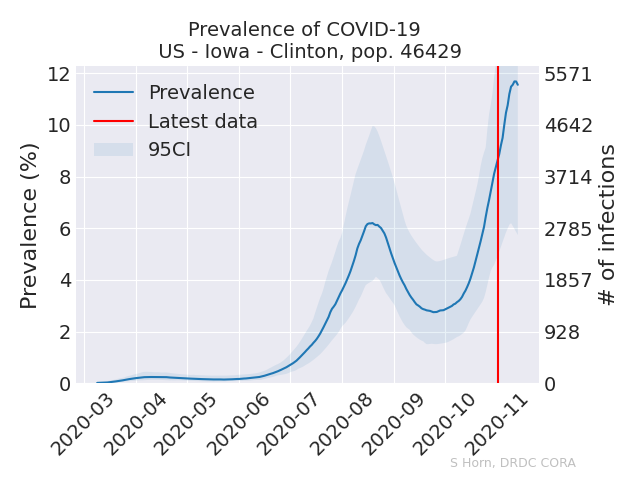 Prevalence of COVID-19
US - Iowa - Clinton, pop. 46429
Prevalence
Latest data
95CI
Prevalence (%)
12
10
8
6
4
2
0
5571
4642
3714
2785
1857
928
0
# of infections
2020-03
2020-04
2020-05
2020-06
2020-07
2020-08
2020-09
2020-10
2020-11
S Horn, DRDC CORA